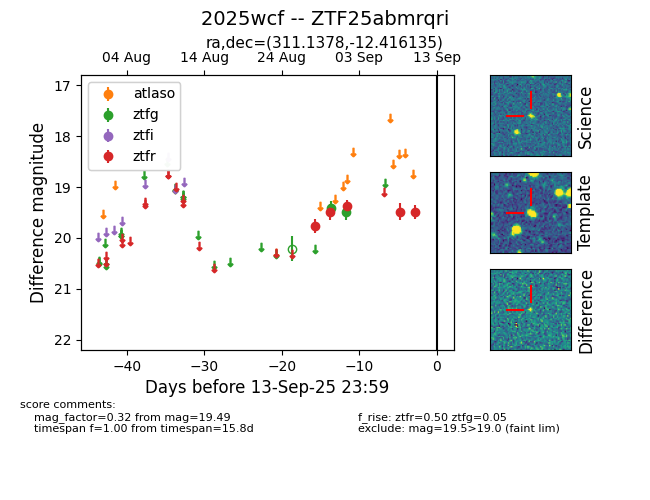 2025wcf -- ZTF25abmrqri
ra,dec=(311.1378,-12.416135)
04 Aug 14 Aug 24 Aug 03 Sep 13 Sep
17
18
19
20
21
22
Difference magnitude
atlaso
ztfg
ztfi
ztfr
−40 −30 −20 −10 0
Days before 13-Sep-25 23:59
Science
Template
Difference
score comments:
mag_factor=0.32 from mag=19.49
timespan f=1.00 from timespan=15.8d
f_rise: ztfr=0.50 ztfg=0.05
exclude: mag=19.5>19.0 (faint lim)